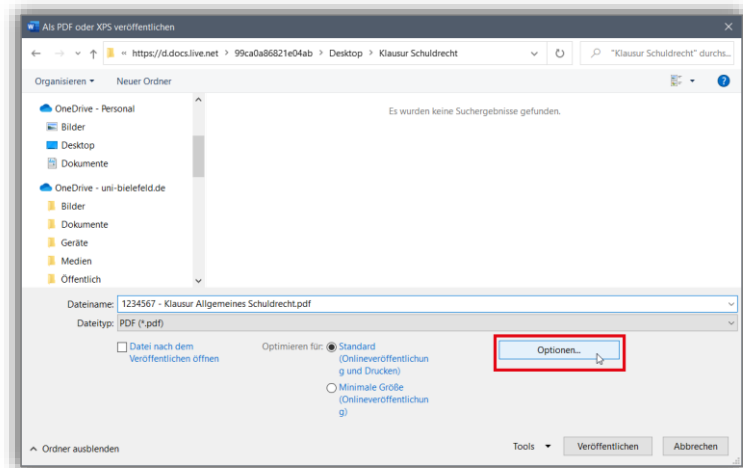 Als PDF oder XPS veröffentlichen
« https://d.docs.live.net > 99ca0a86821e04ab > Desktop > Klausur Schuldrecht
"Klausur Schuldrecht" durchs...
Organisieren Neuer Ordner
OneDrive - Personal
Bilder
Desktop
Dokumente
OneDrive - uni-bielefeld.de
Bilder
Dokumente
Geräte
Medien
Öffentlich
Es wurden keine Suchergebnisse gefunden.
Dateiname: 1234567 - Klausur Allgemeines Schuldrecht.pdf
Dateityp: PDF (*.pdf)
Datei nach dem
Veröffentlichen öffnen
Optimieren für: Standard
(Onlineveröffentlichun
g und Drucken)
Minimale Größe
(Onlineveröffentlichun
g)
Optionen...
Ordner ausblenden
Tools Veröffentlichen Abbrechen